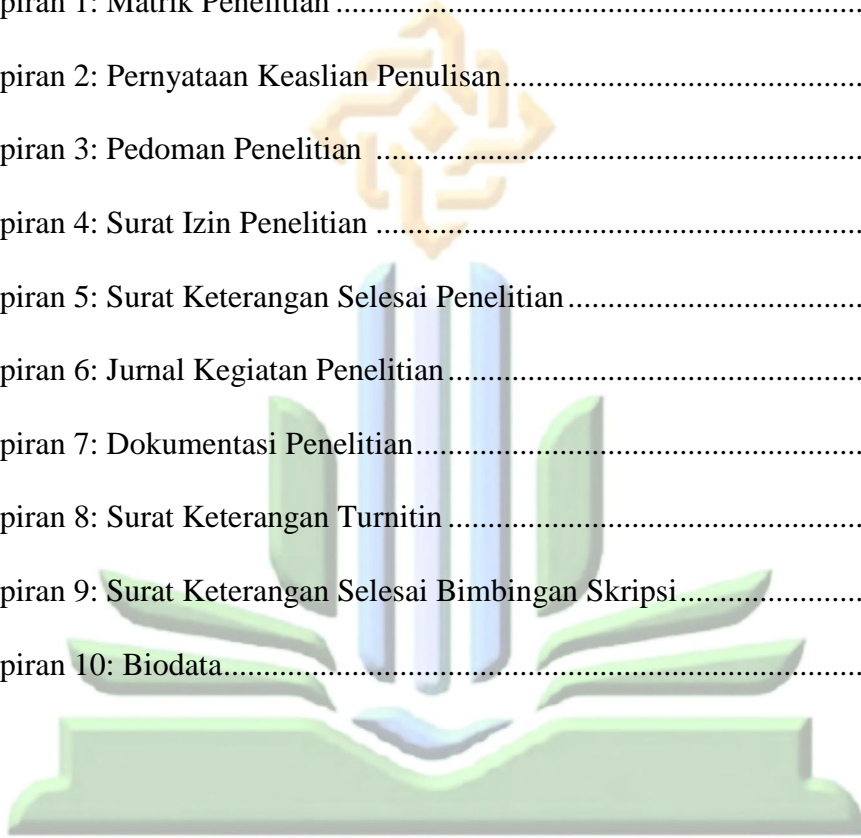 piran 1: Matrik Penelitian ....................................................................
piran 2: Pernyataan Keaslian Penulisan ................................................
piran 3: Pedoman Penelitian ................................................................
piran 4: Surat Izin Penelitian ................................................................
piran 5: Surat Keterangan Selesai Penelitian ........................................
piran 6: Jurnal Kegiatan Penelitian .......................................................
piran 7: Dokumentasi Penelitian ...........................................................
piran 8: Surat Keterangan Turnitin .......................................................
piran 9: Surat Keterangan Selesai Bimbingan Skripsi ..........................
piran 10: Biodata ..................................................................................